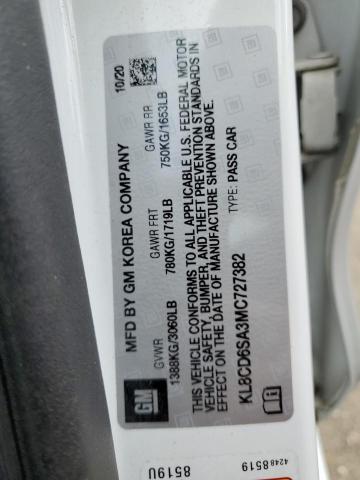 MFD BY GM KOREA COMPANY 10/20
GVWR GAWR FRT GAWR RR
1388KG/3060LB 780KG/1719LB 750KG/1653LB
THIS VEHICLE CONFORMS TO ALL APPLICABLE U.S. FEDERAL MOTOR
VEHICLE SAFETY, BUMPER, AND THEFT PREVENTION STANDARDS IN
EFFECT ON THE DATE OF MANUFACTURE SHOWN ABOVE.
KL8CD6SA3MC727382 TYPE: PASS CAR
GM
42488519
8519U